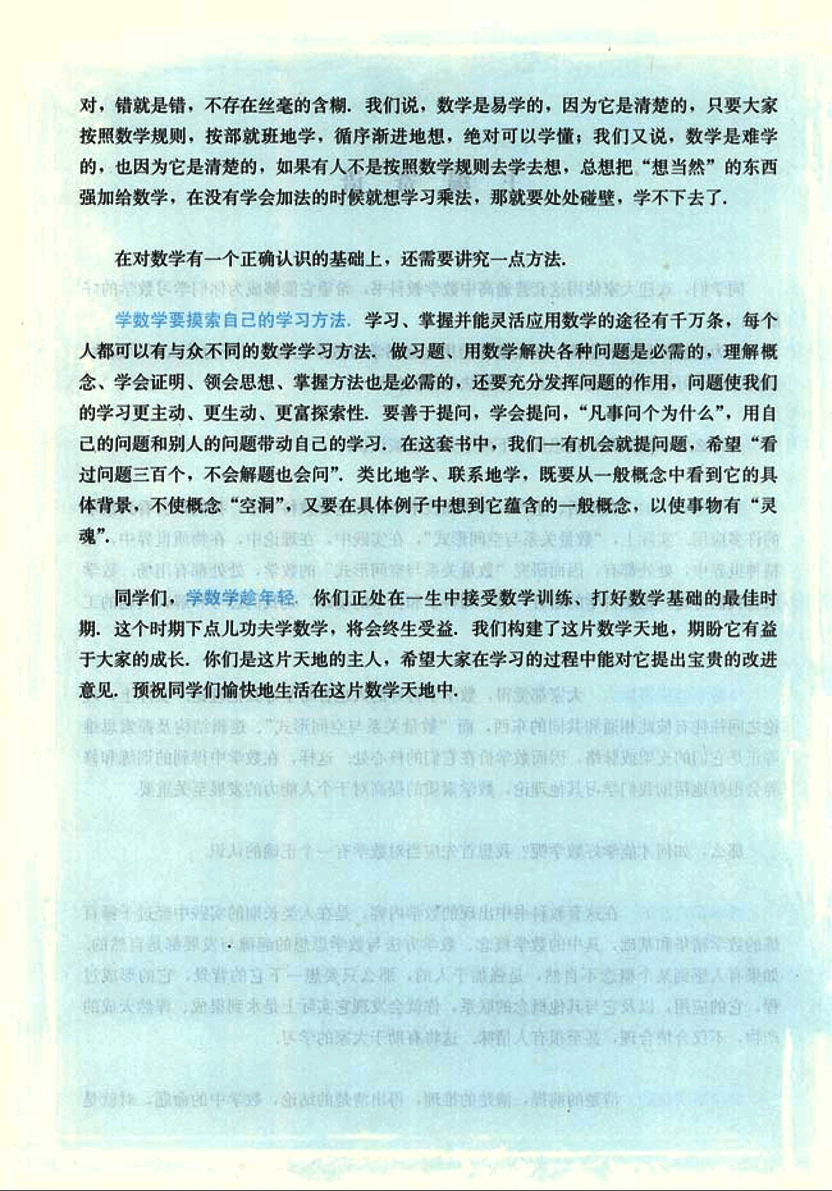 对，错就是错，不存在丝毫的含糊．我们说，数学是易学的，因为它是清楚的，只要大家
按照数学规则，按部就班地学，循序渐进地想，绝对可以学懂；我们又说，数学是难学
的，也因为它是清楚的，如果有人不是按照数学规则去学去想，总想把“想当然”的东西
强加给数学，在没有学会加法的时候就想学习乘法，那就要处处碰壁，学不下去了．
在对数学有一个正确认识的基础上，还需要讲究一点方法．
学数学要摸索自己的学习方法．学习、掌握并能灵活应用数学的途径有千万条，每个
人都可以有与众不同的数学学习方法．做习题、用数学解决各种问题是必需的，理解概
念、学会证明、领会思想、掌握方法也是必需的，还要充分发挥问题的作用，问题使我们
的学习更主动、更生动、更富探索性．要善于提问，学会提问，“凡事问个为什么”，用自
己的问题和别人的问题带动自己的学习．在这套书中，我们一有机会就提问题，希望“看
过问题三百个，不会解题也会问”．类比地学、联系地学，既要从一般概念中看到它的具
体背景，不使概念“空洞”，又要在具体例子中想到它蕴含的一般概念，以使事物有“灵
魂”．
同学们，学数学趁年轻．你们正处在一生中接受数学训练、打好数学基础的最佳时
期．这个时期下点儿功夫学数学，将会终生受益．我们构建了这片数学天地，期盼它有益
于大家的成长．你们是这片天地的主人，希望大家在学习的过程中能对它提出宝贵的改进
意见．预祝同学们愉快地生活在这片数学天地中．